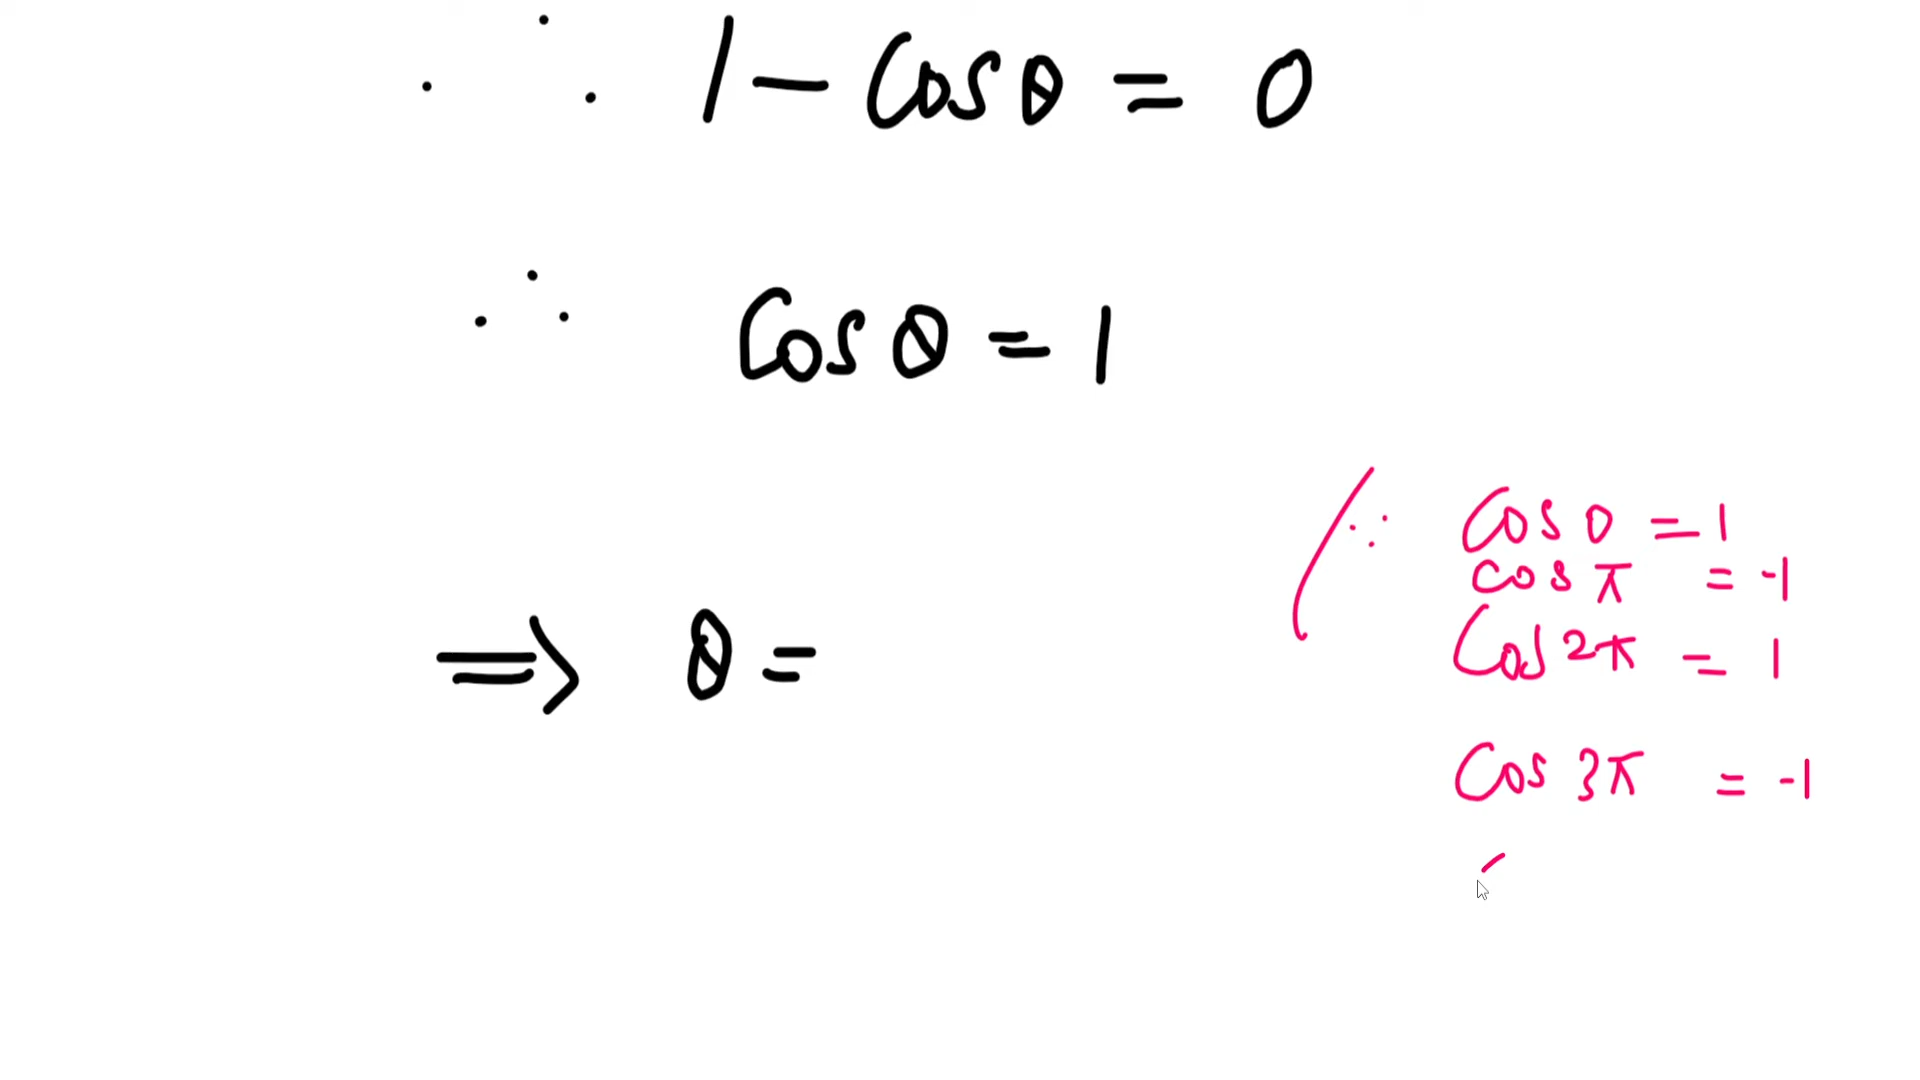 ∴ 1 - Cos θ = 0
∴ Cos θ = 1
⇒ θ =
(∵ Cos 0 = 1
Cos π = -1
Cos 2π = 1
Cos 3π = -1